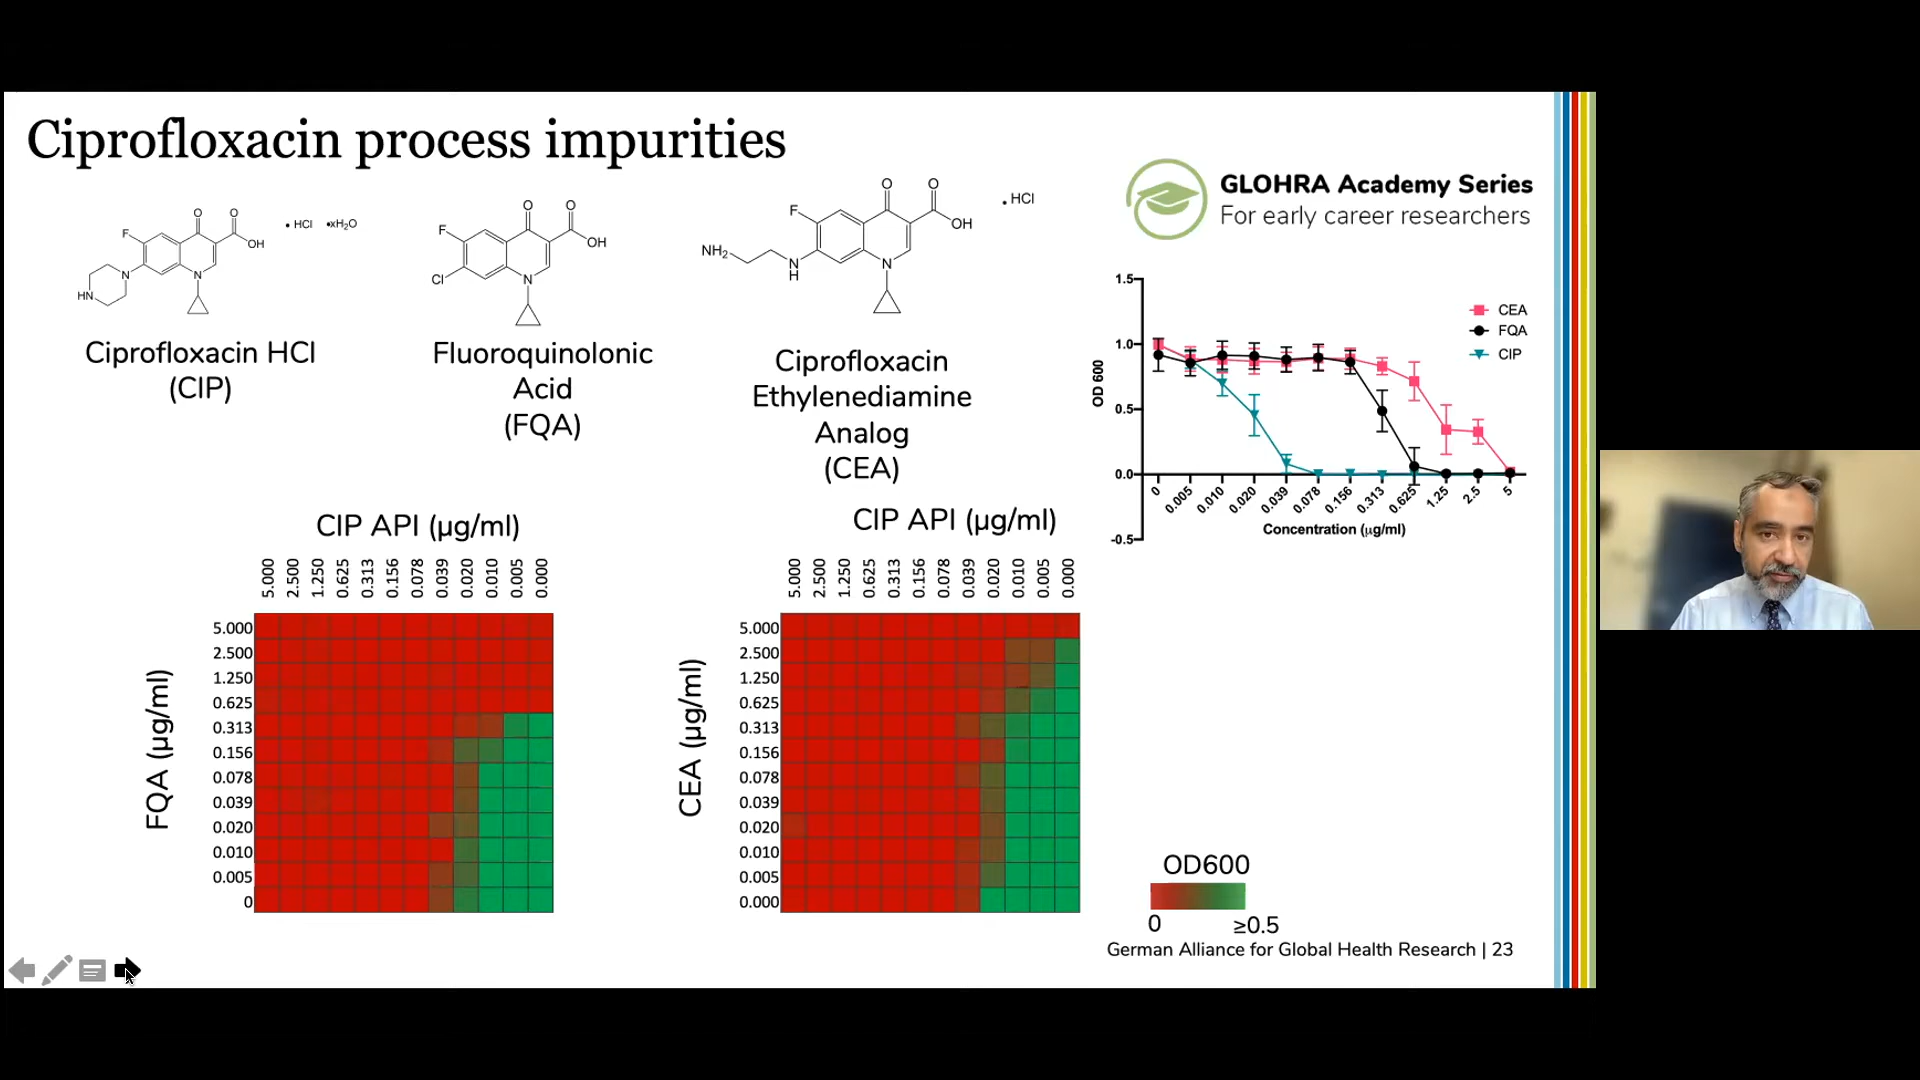 Ciprofloxacin process impurities
GLOHRA Academy Series
For early career researchers
F
O
O
OH
N
HN
N
• HCl •xH₂O
F
Cl
O
O
OH
N
F
O
O
OH
NH₂
N
H
N
. HCl
Ciprofloxacin HCl
(CIP)
Fluoroquinolonic
Acid
(FQA)
Ciprofloxacin
Ethylenediamine
Analog
(CEA)
1.5
1.0
0.5
0.0
-0.5
OD 600
CEA
FQA
CIP
0 0.005 0.010 0.020 0.039 0.078 0.156 0.313 0.625 1.25 2.5 5
Concentration (μg/ml)
CIP API (μg/ml)
5.000 2.500 1.250 0.625 0.313 0.156 0.078 0.039 0.020 0.010 0.005 0.000
FQA (μg/ml)
5.000
2.500
1.250
0.625
0.313
0.156
0.078
0.039
0.020
0.010
0.005
0
CIP API (μg/ml)
5.000 2.500 1.250 0.625 0.313 0.156 0.078 0.039 0.020 0.010 0.005 0.000
CEA (μg/ml)
5.000
2.500
1.250
0.625
0.313
0.156
0.078
0.039
0.020
0.010
0.005
0.000
OD600
0 ≥0.5
German Alliance for Global Health Research | 23